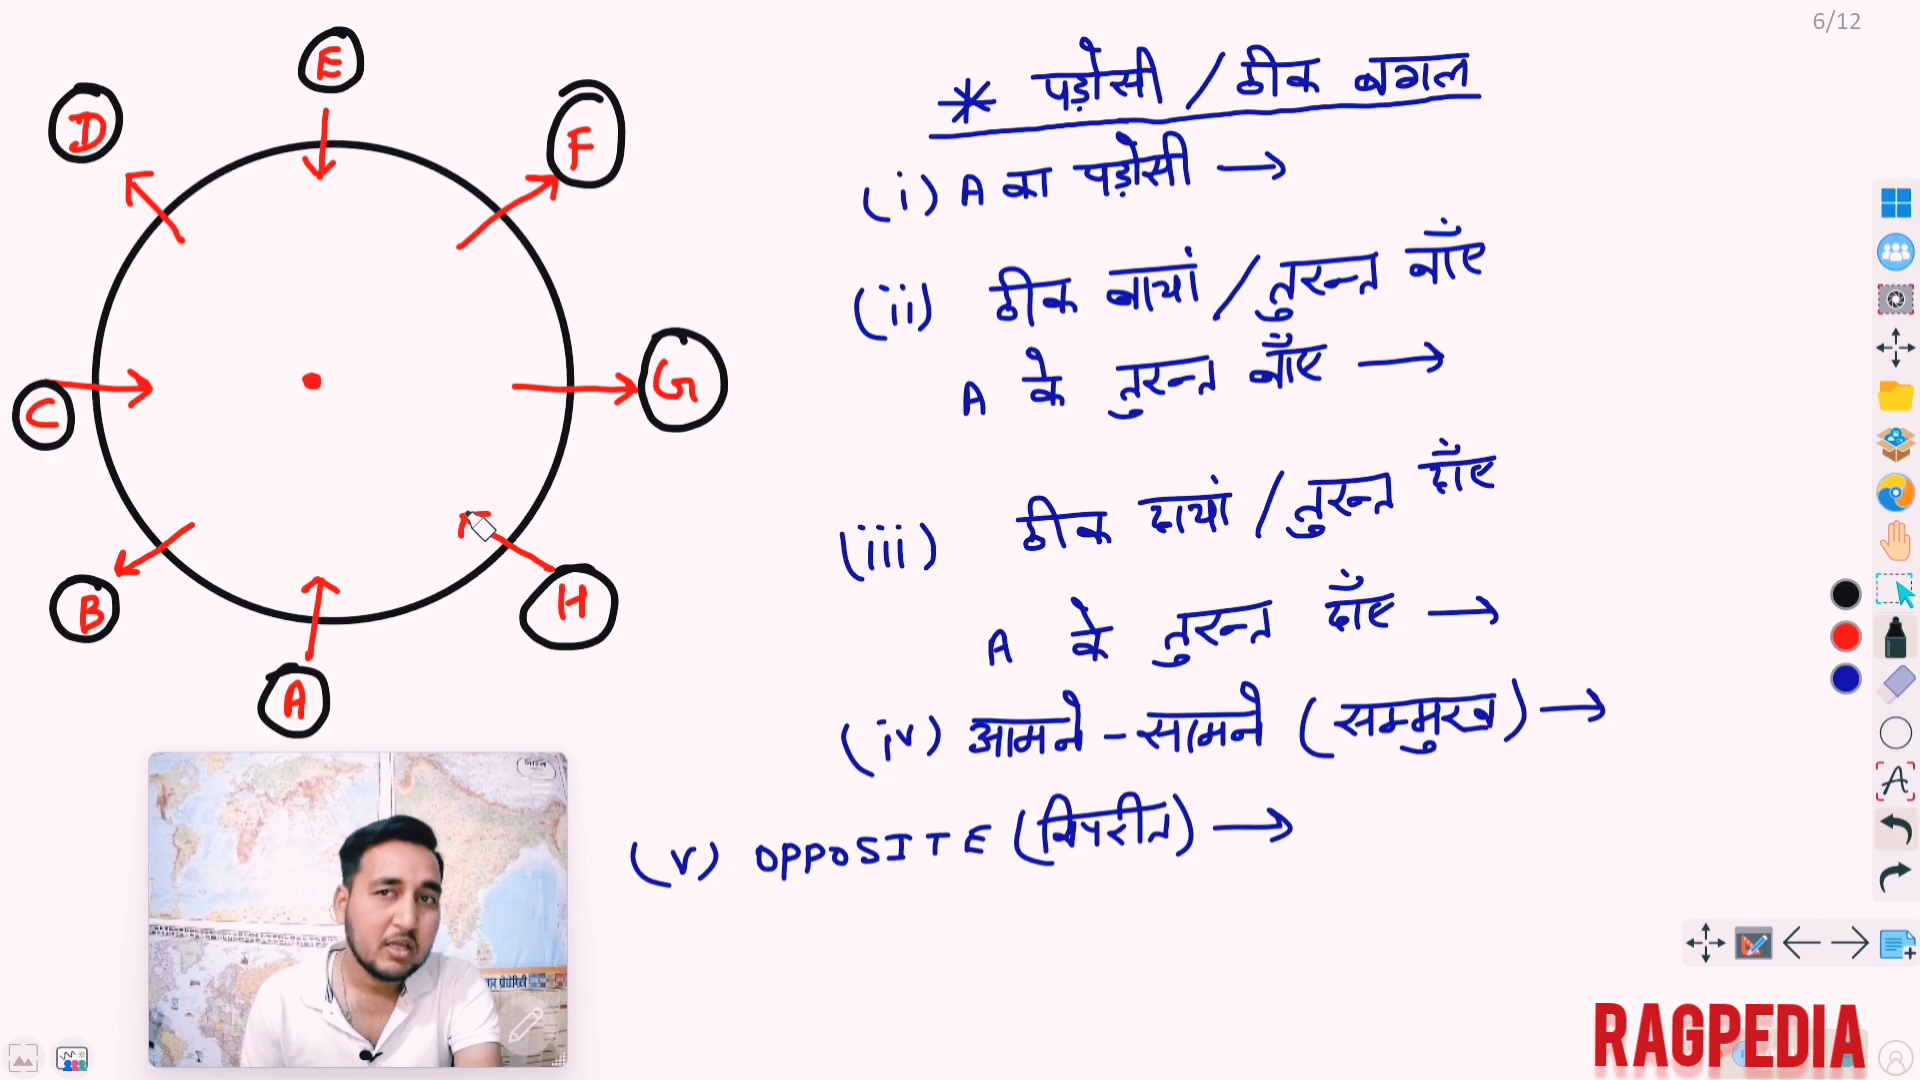 6/12
E
D
F
C
G
B
H
A
* पड़ोसी / ठीक बगल
(i) A का पड़ोसी →
(ii) ठीक बायां / तुरन्त बाँए
A के तुरन्त बाँए →
(iii) ठीक दायां / तुरन्त दाँए
A के तुरन्त दाँए →
(iv) आमने - सामने (सम्मुख) →
(v) OPPOSITE (विपरीत) →
RAGPEDIA